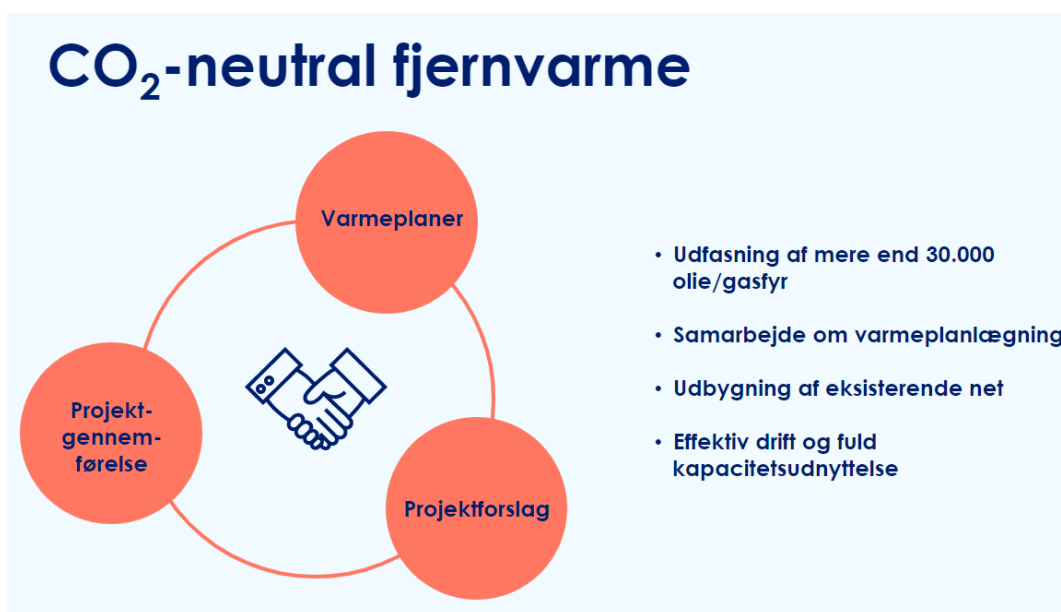 CO₂-neutral fjernvarme
Varmeplaner
Projekt-
gennem-
førelse
Projektforslag
• Udfasning af mere end 30.000
olie/gasfyr
• Samarbejde om varmeplanlægning
• Udbygning af eksisterende net
• Effektiv drift og fuld
kapacitetsudnyttelse